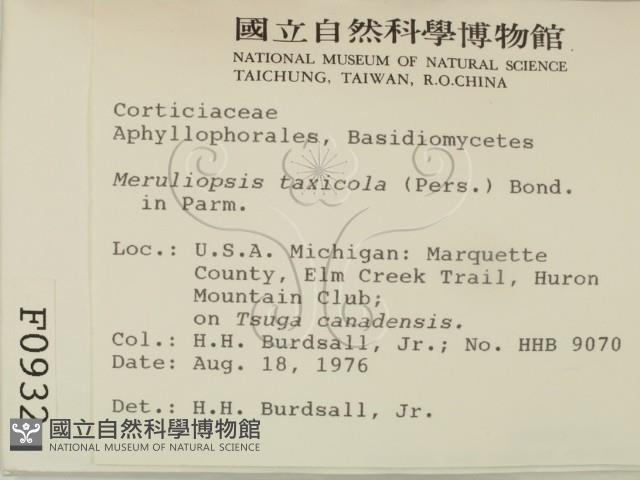 國立自然科學博物館
NATIONAL MUSEUM OF NATURAL SCIENCE
TAICHUNG, TAIWAN, R.O.CHINA
Corticiaceae
Aphyllophorales, Basidiomycetes
Meruliopsis taxicola (Pers.) Bond.
in Parm.
Loc.: U.S.A. Michigan: Marquette
County, Elm Creek Trail, Huron
Mountain Club;
on Tsuga canadensis.
Col.: H.H. Burdsall, Jr.; No. HHB 9070
Date: Aug. 18, 1976
Det.: H.H. Burdsall, Jr.
F0932
國立自然科學博物館
NATIONAL MUSEUM OF NATURAL SCIENCE